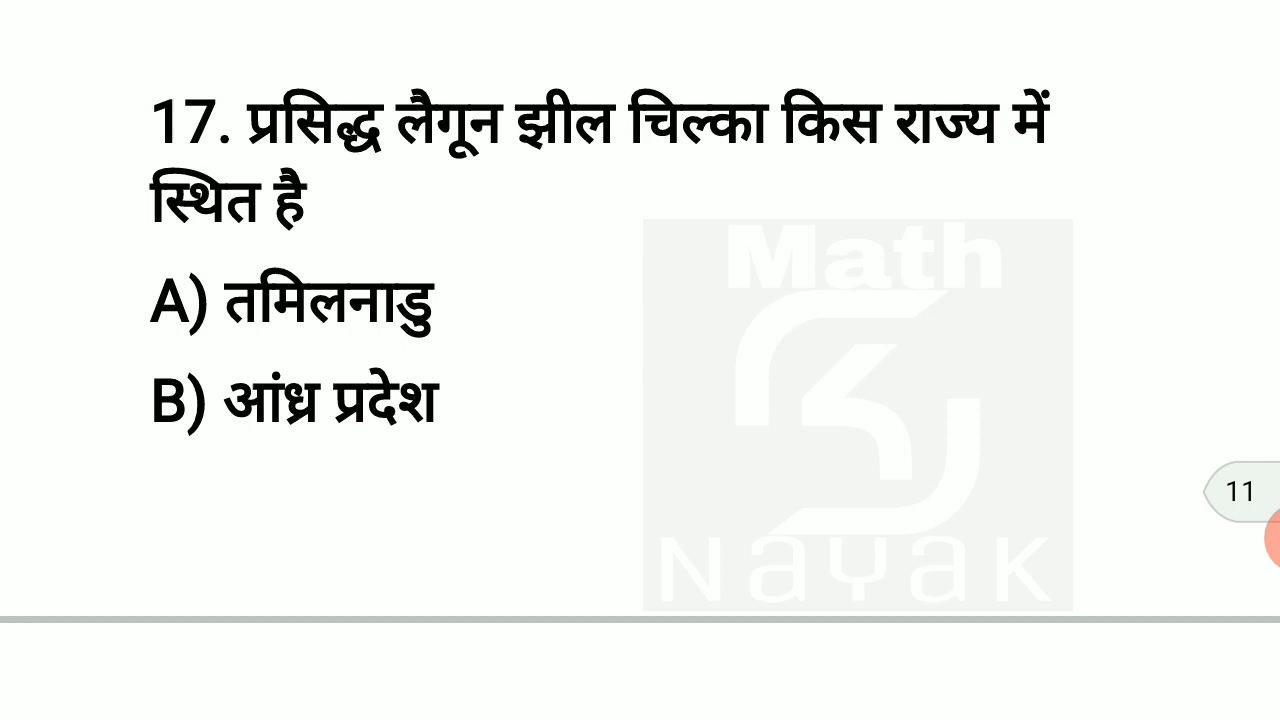 17. प्रसिद्ध लैगून झील चिल्का किस राज्य में
स्थित है
A) तमिलनाडु
B) आंध्र प्रदेश
Math
NAYAK
11